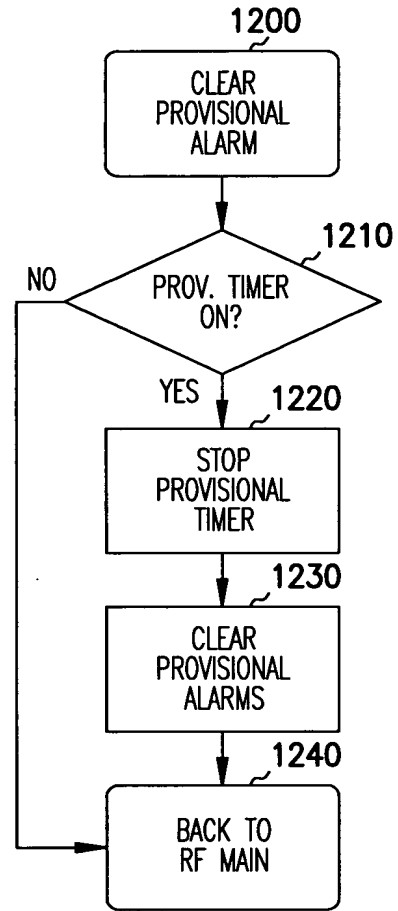 1200
CLEAR
PROVISIONAL
ALARM
1210
PROV. TIMER
ON?
NO
YES
1220
STOP
PROVISIONAL
TIMER
1230
CLEAR
PROVISIONAL
ALARMS
1240
BACK TO
RF MAIN